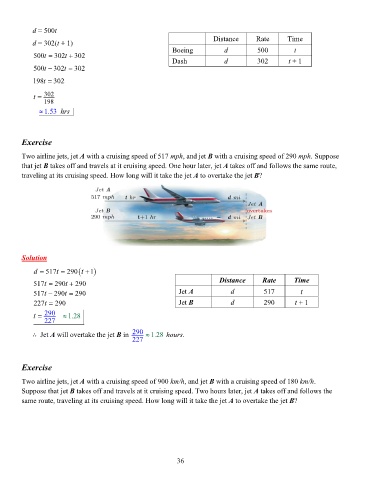 d = 500t
d = 302(t + 1)
500t = 302t + 302
500t − 302t = 302
198t = 302
t = 302/198
≈ 1.53 hrs
Distance Rate Time
Boeing d 500 t
Dash d 302 t + 1
Exercise
Two airline jets, jet A with a cruising speed of 517 mph, and jet B with a cruising speed of 290 mph. Suppose
that jet B takes off and travels at it cruising speed. One hour later, jet A takes off and follows the same route,
traveling at its cruising speed. How long will it take the jet A to overtake the jet B?
Jet A
517 mph t hr d mi
Jet A
overtakes
Jet B
Jet B
290 mph t+1 hr d mi
Solution
d = 517t = 290(t + 1)
517t = 290t + 290
517t − 290t = 290
227t = 290
t = 290/227 ≈ 1.28
Distance Rate Time
Jet A d 517 t
Jet B d 290 t + 1
∴ Jet A will overtake the jet B in 290/227 ≈ 1.28 hours.
Exercise
Two airline jets, jet A with a cruising speed of 900 km/h, and jet B with a cruising speed of 180 km/h.
Suppose that jet B takes off and travels at it cruising speed. Two hours later, jet A takes off and follows the
same route, traveling at its cruising speed. How long will it take the jet A to overtake the jet B?
36